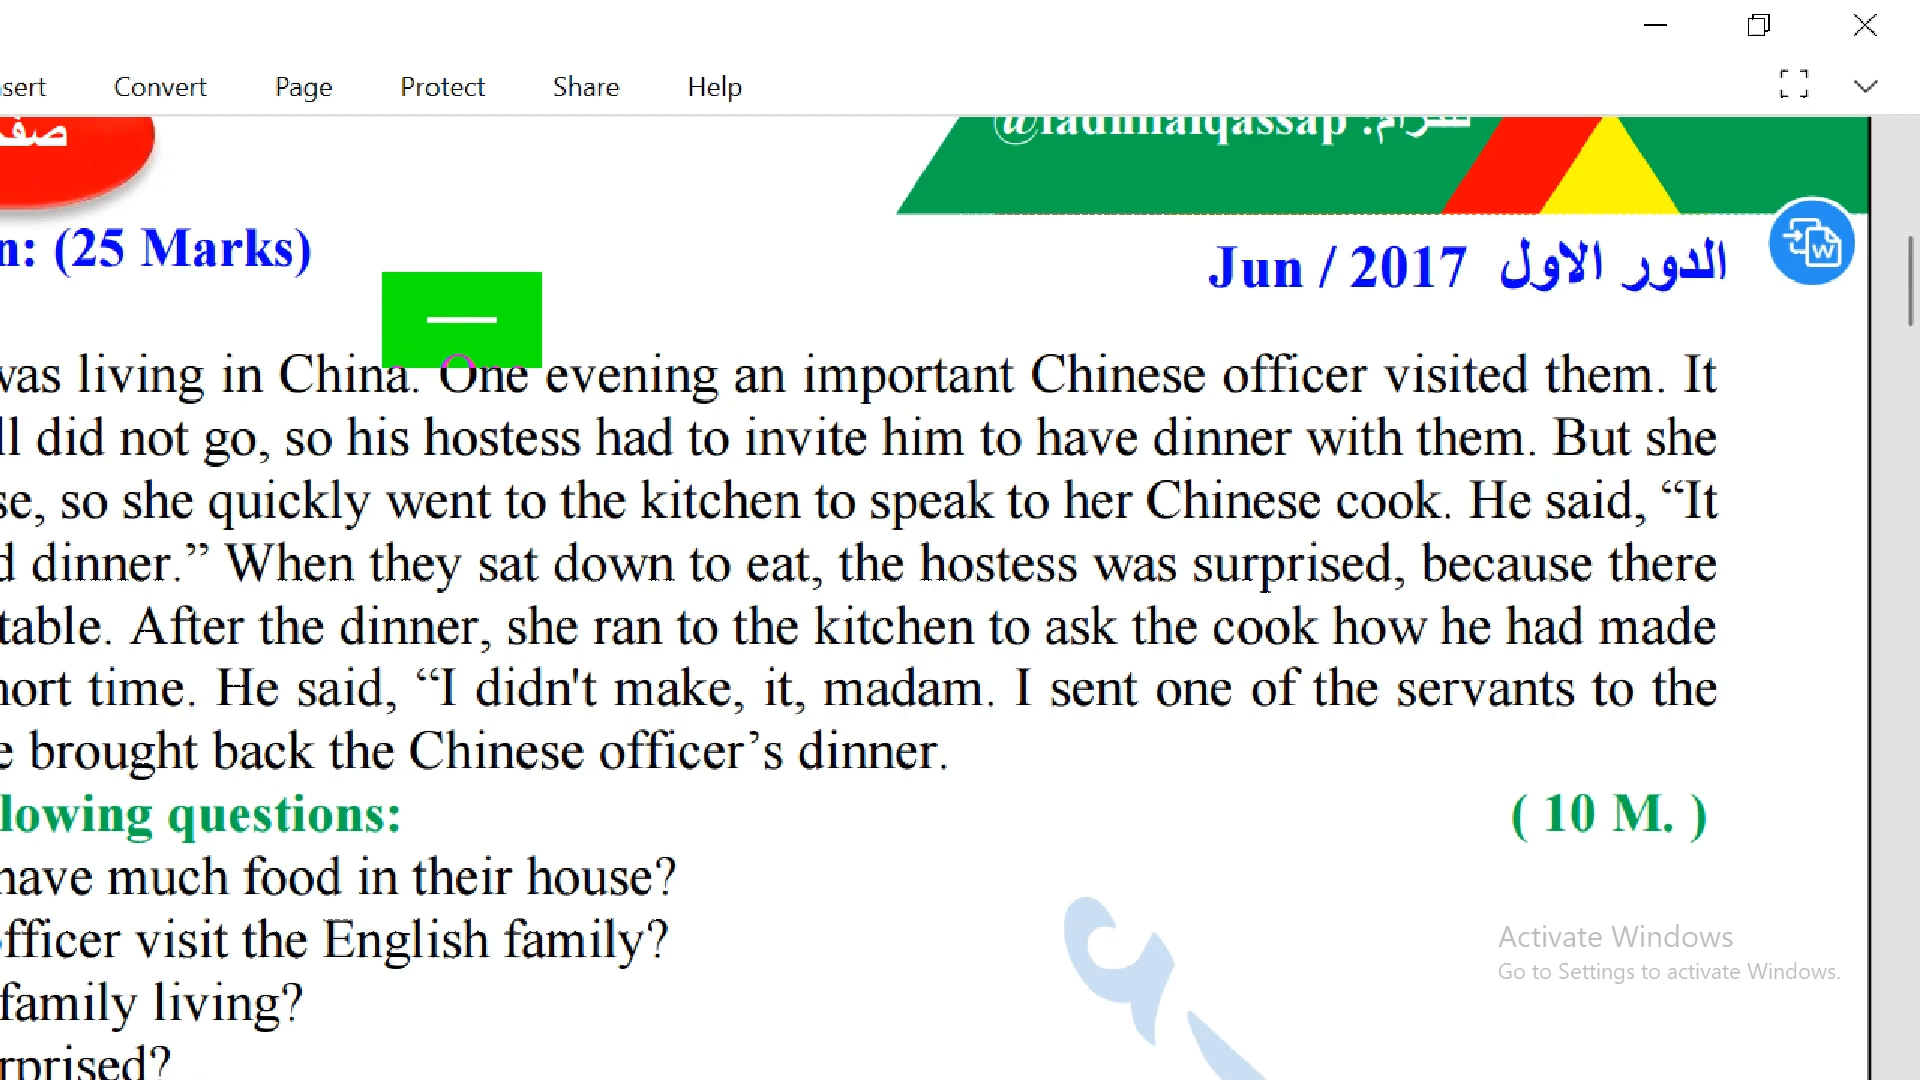 Convert Page Protect Share Help
@fadhilalqassap
(25 Marks)
Jun / 2017 الدور الاول
was living in China. One evening an important Chinese officer visited them. It
did not go, so his hostess had to invite him to have dinner with them. But she
so she quickly went to the kitchen to speak to her Chinese cook. He said, “It
dinner.” When they sat down to eat, the hostess was surprised, because there
table. After the dinner, she ran to the kitchen to ask the cook how he had made
time. He said, “I didn't make, it, madam. I sent one of the servants to the
brought back the Chinese officer’s dinner.
lowing questions:
( 10 M. )
have much food in their house?
officer visit the English family?
family living?
rprised?
Activate Windows
Go to Settings to activate Windows.